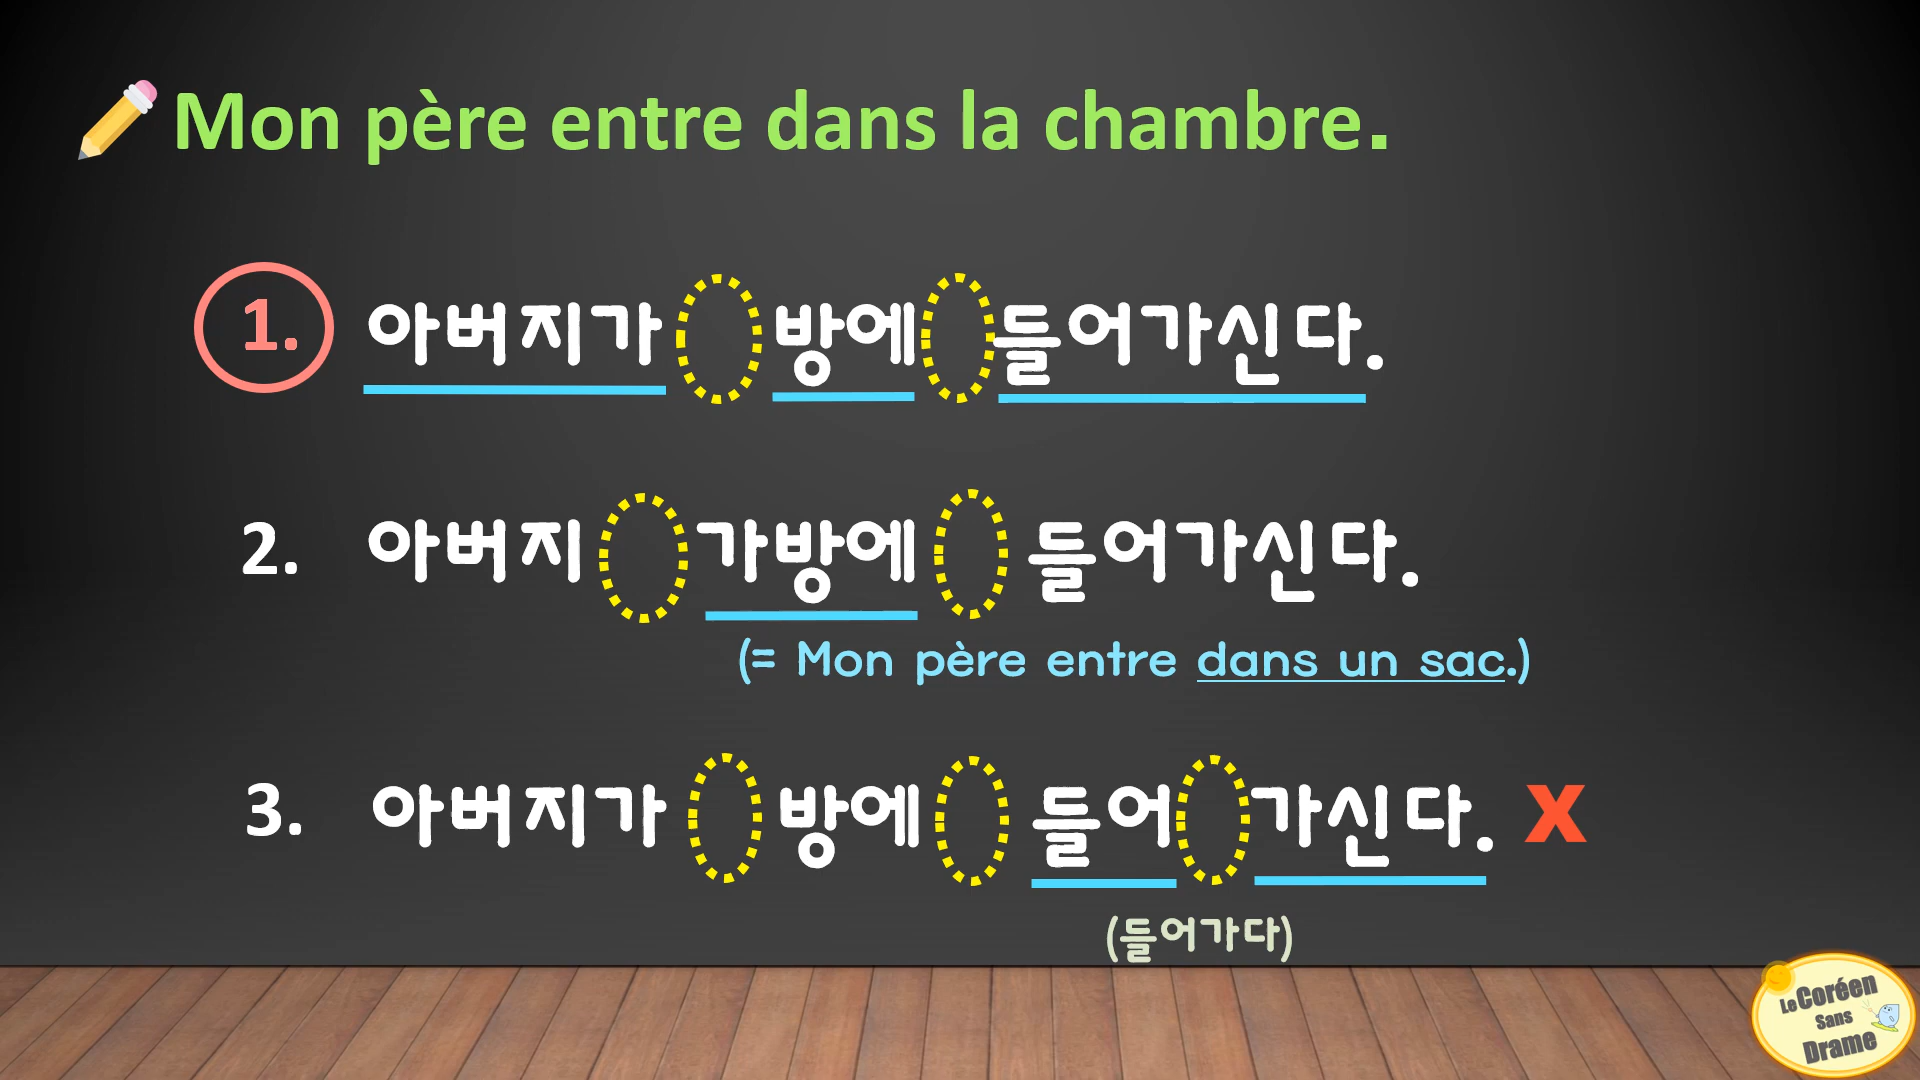 Mon père entre dans la chambre.
1. 아버지가 방에 들어가신다.
2. 아버지 가방에 들어가신다.
(= Mon père entre dans un sac.)
3. 아버지가 방에 들어 가신다. X
(들어가다)
Le Coréen
Sans
Drame